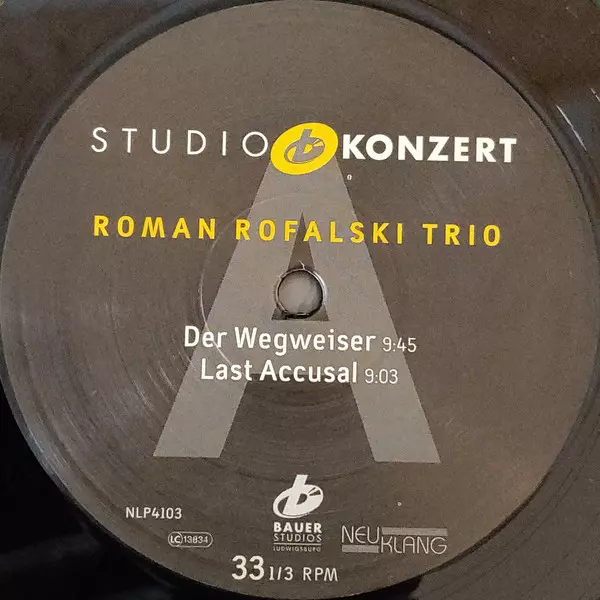 STUDIO b KONZERT
ROMAN ROFALSKI TRIO
A
Der Wegweiser 9:45
Last Accusal 9:03
NLP4103
LC 13834
b
BAUER
STUDIOS
LUDWIGSBURG
NEUKLANG
33 1/3 RPM